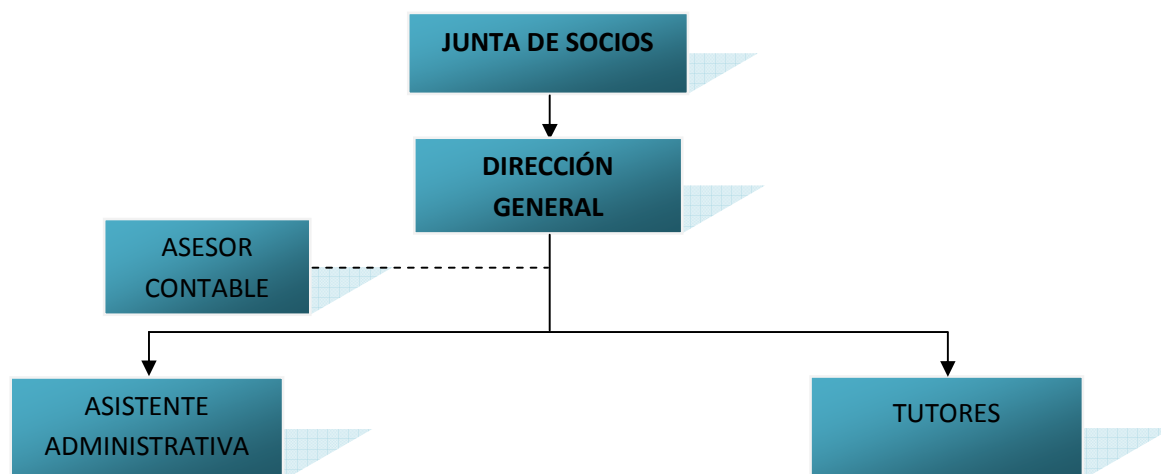 JUNTA DE SOCIOS
DIRECCIÓN
GENERAL
ASESOR
CONTABLE
ASISTENTE
ADMINISTRATIVA
TUTORES